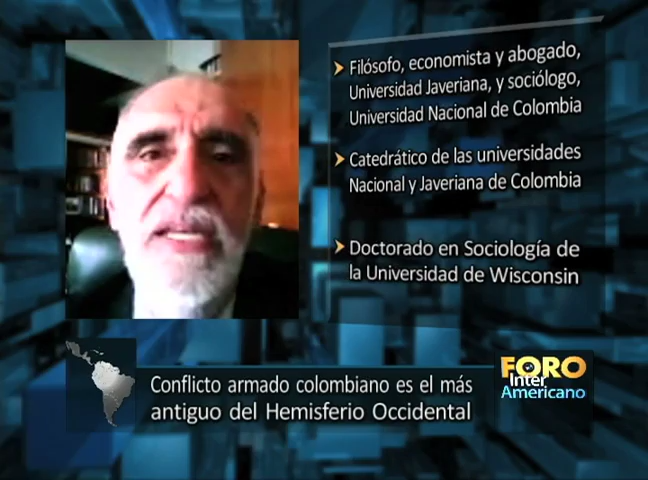 Filósofo, economista y abogado,
Universidad Javeriana, y sociólogo,
Universidad Nacional de Colombia
Catedrático de las universidades
Nacional y Javeriana de Colombia
Doctorado en Sociología de
la Universidad de Wisconsin
Conflicto armado colombiano es el más
antiguo del Hemisferio Occidental
FORO
Inter
Americano